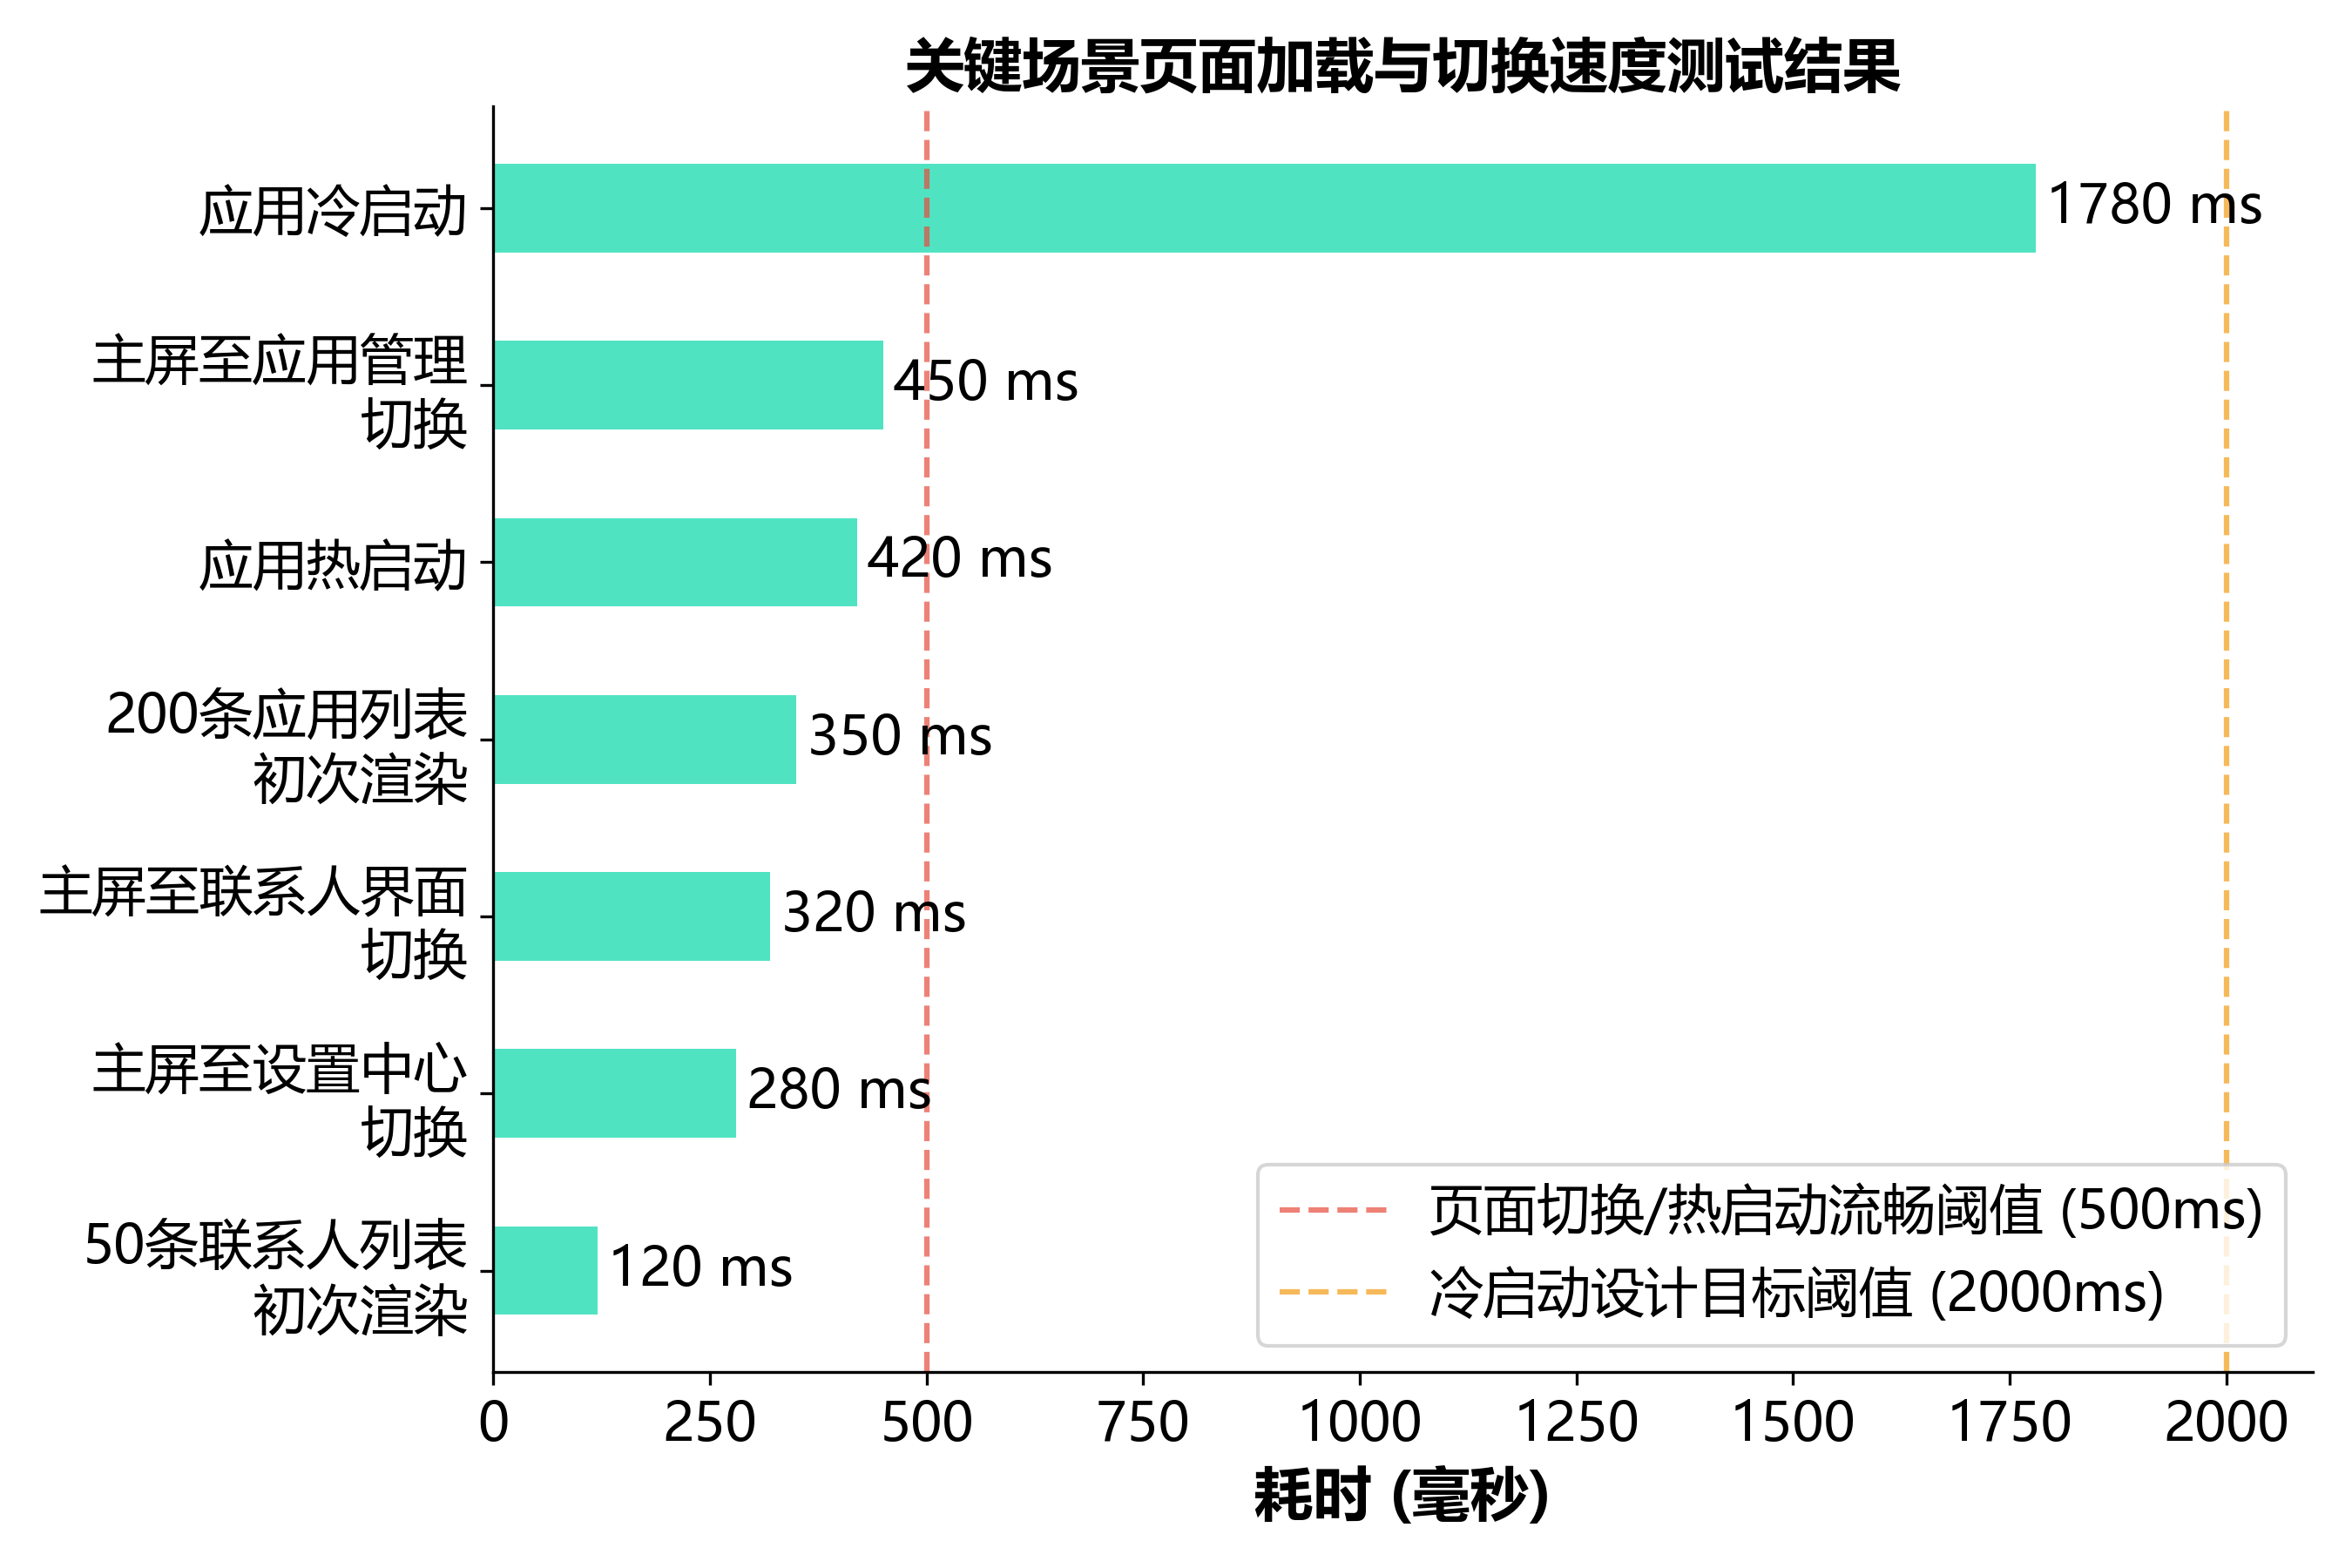 关键场景页面加载与切换速度测试结果
应用冷启动
1780 ms
主屏至应用管理
切换
450 ms
应用热启动
420 ms
200条应用列表
初次渲染
350 ms
主屏至联系人界面
切换
320 ms
主屏至设置中心
切换
280 ms
50条联系人列表
初次渲染
120 ms
页面切换/热启动流畅阈值 (500ms)
冷启动设计目标阈值 (2000ms)
0 250 500 750 1000 1250 1500 1750 2000
耗时 (毫秒)